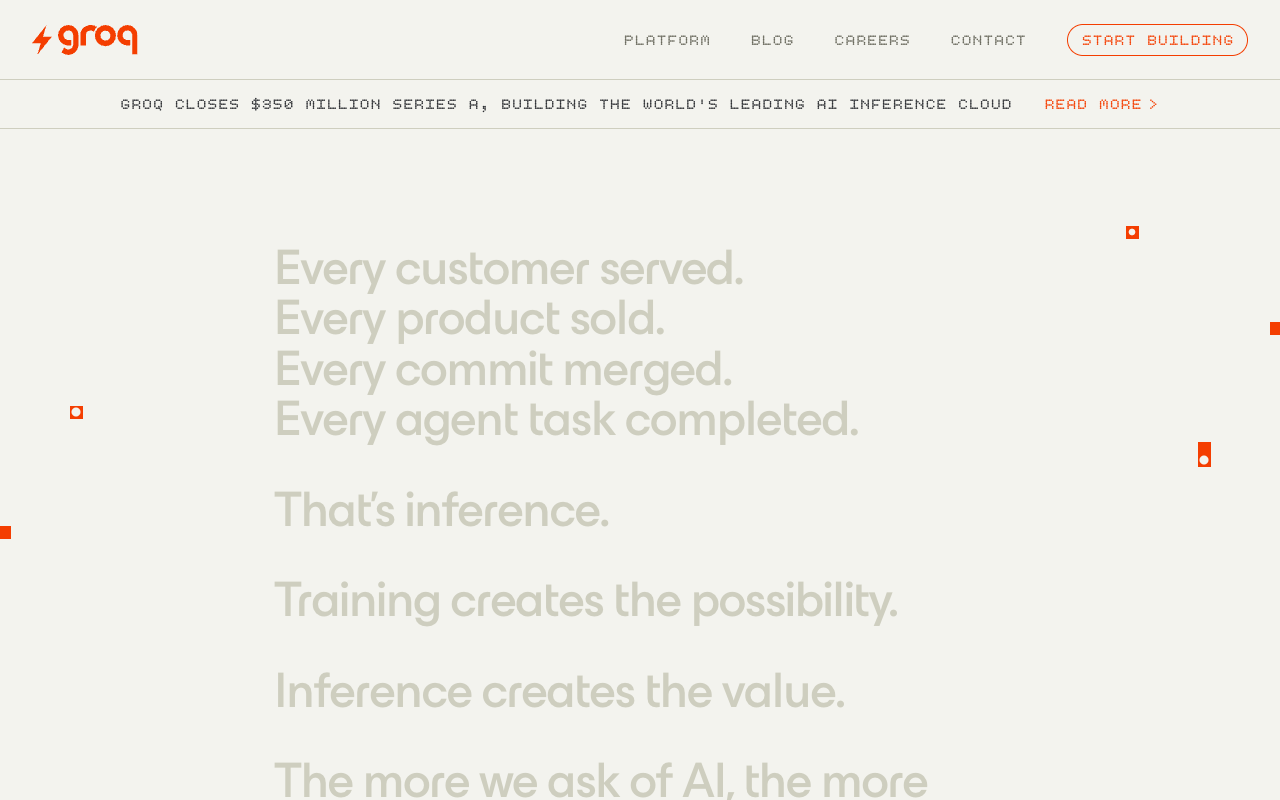 groq
PLATFORM
BLOG
CAREERS
CONTACT
START BUILDING
GROQ CLOSES $350 MILLION SERIES A, BUILDING THE WORLD'S LEADING AI INFERENCE CLOUD
READ MORE >
Every customer served.
Every product sold.
Every commit merged.
Every agent task completed.
That’s inference.
Training creates the possibility.
Inference creates the value.
The more we ask of AI, the more